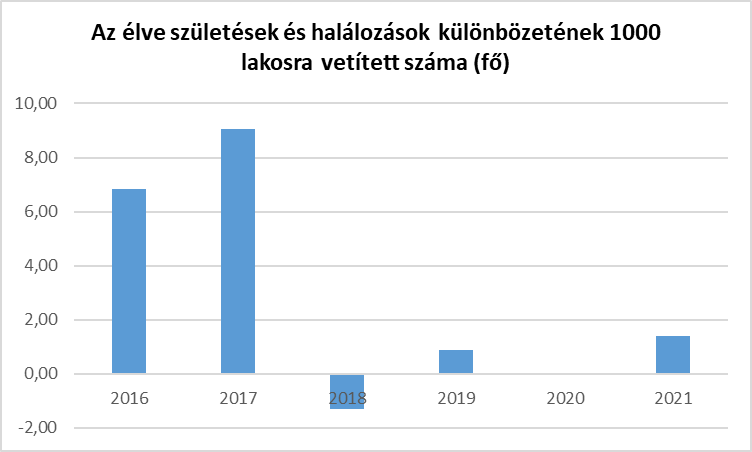 Az élve születések és halálozások különbözetének 1000
lakosra vetített száma (fő)
10,00
8,00
6,00
4,00
2,00
0,00
-2,00
2016 2017 2018 2019 2020 2021